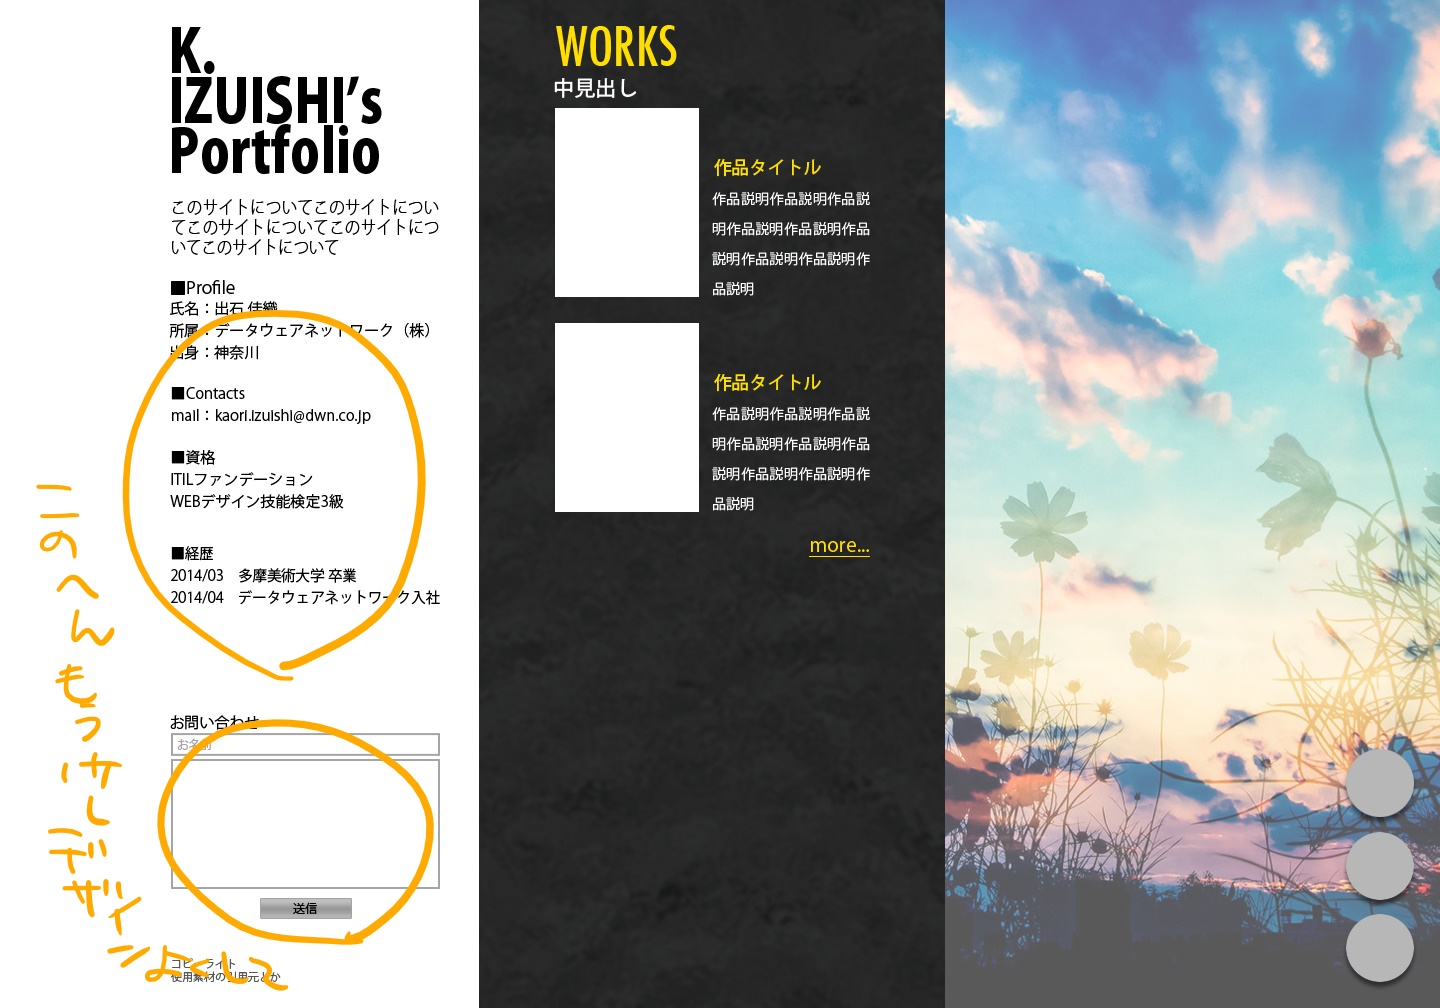 K.
IZUISHI’s
Portfolio
このサイトについてこのサイトについ
てこのサイトについてこのサイトにつ
いてこのサイトについて
■Profile
氏名：出石 佳織
所属：データウェアネットワーク（株）
出身：神奈川
■Contacts
mail：kaori.izuishi@dwn.co.jp
■資格
ITILファンデーション
WEBデザイン技能検定3級
■経歴
2014/03　多摩美術大学 卒業
2014/04　データウェアネットワーク入社
お問い合わせ
お名前
送信
コピーライト
使用素材の引用元とか
このへんもう少しデザインよくして
WORKS
中見出し
作品タイトル
作品説明作品説明作品説
明作品説明作品説明作品
説明作品説明作品説明作
品説明
作品タイトル
作品説明作品説明作品説
明作品説明作品説明作品
説明作品説明作品説明作
品説明
more...